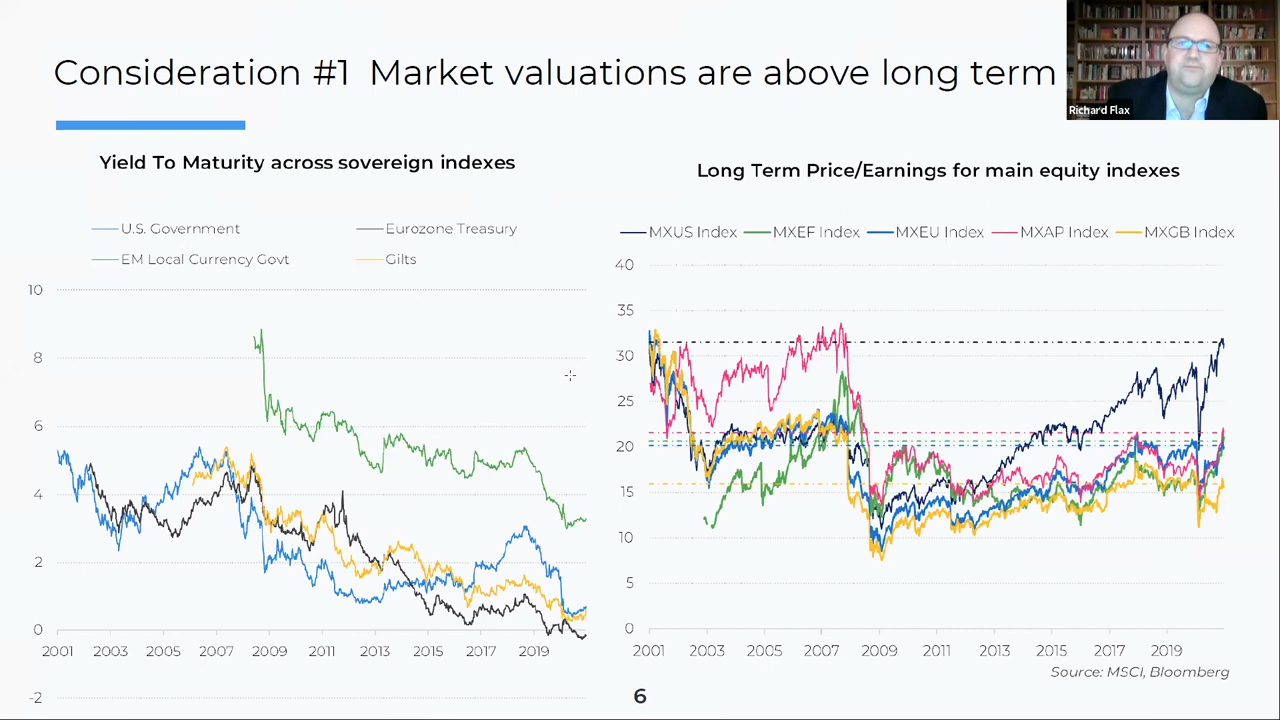 Consideration #1 Market valuations are above long term
Richard Flax
Yield To Maturity across sovereign indexes
U.S. Government
Eurozone Treasury
EM Local Currency Govt
Gilts
10
8
6
4
2
0
-2
2001 2003 2005 2007 2009 2011 2013 2015 2017 2019
Long Term Price/Earnings for main equity indexes
MXUS Index MXEF Index MXEU Index MXAP Index MXGB Index
40
35
30
25
20
15
10
5
0
2001 2003 2005 2007 2009 2011 2013 2015 2017 2019
Source: MSCI, Bloomberg
6